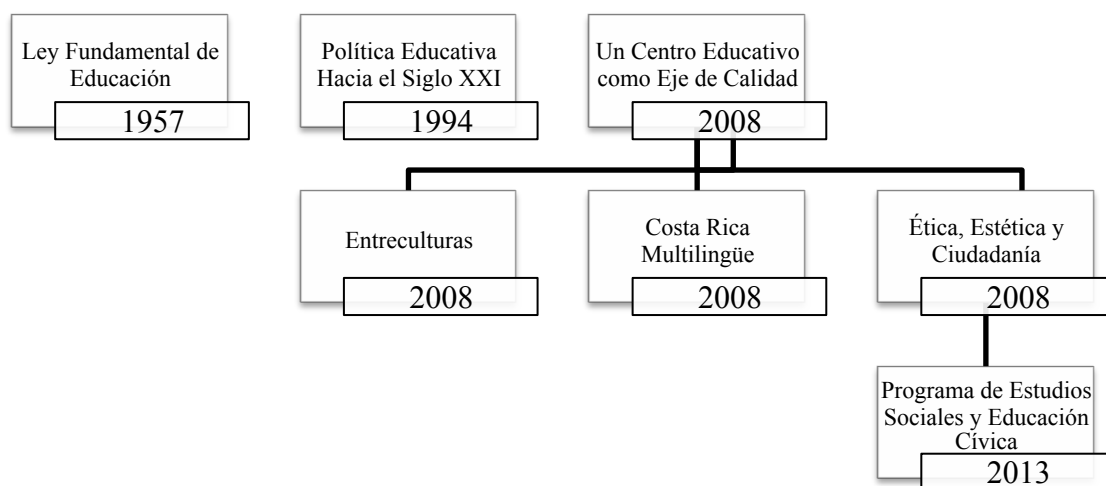 Ley Fundamental de
Educación
1957
Política Educativa
Hacia el Siglo XXI
1994
Un Centro Educativo
como Eje de Calidad
2008
Entreculturas
2008
Costa Rica
Multilingüe
2008
Ética, Estética y
Ciudadanía
2008
Programa de Estudios
Sociales y Educación
Cívica
2013